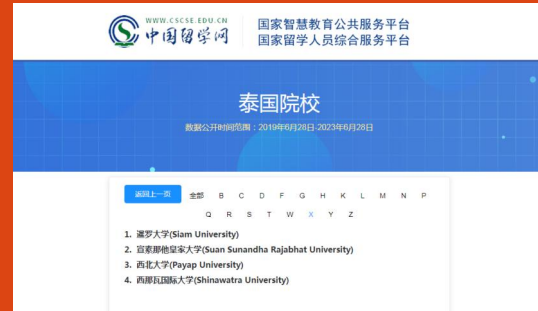 WWW.CSCSE.EDU.CN
中国留学网
国家智慧教育公共服务平台
国家留学人员综合服务平台
泰国院校
数据公开时间范围：2019年6月28日-2023年6月28日
返回上一页 全部 B C D F G H K L M N P
Q R S T W X Y Z
1. 暹罗大学(Siam University)
2. 宣素那他皇家大学(Suan Sunandha Rajabhat University)
3. 西北大学(Payap University)
4. 西那瓦国际大学(Shinawatra University)